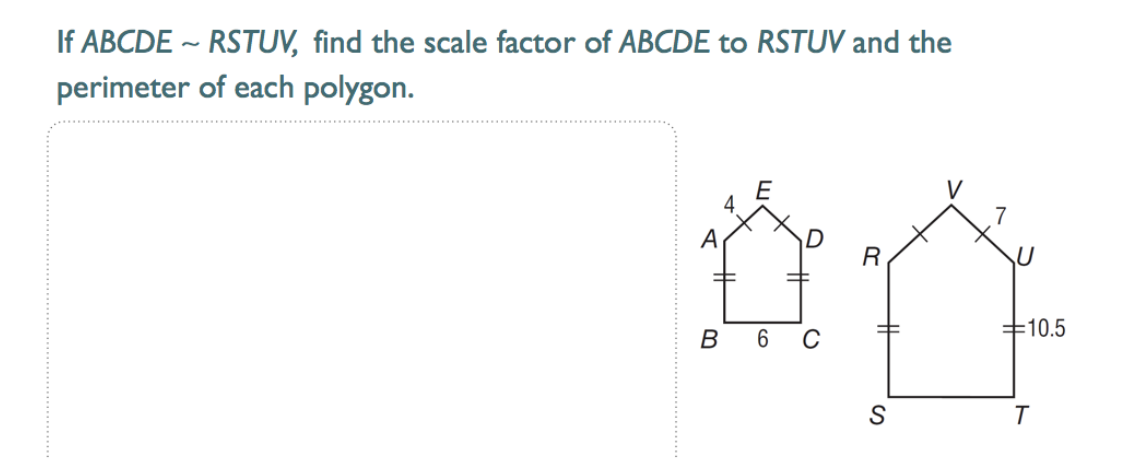 If ABCDE ~ RSTUV, find the scale factor of ABCDE to RSTUV and the
perimeter of each polygon.
E
V
4
7
A
D
R
U
10.5
B
6
C
S
T